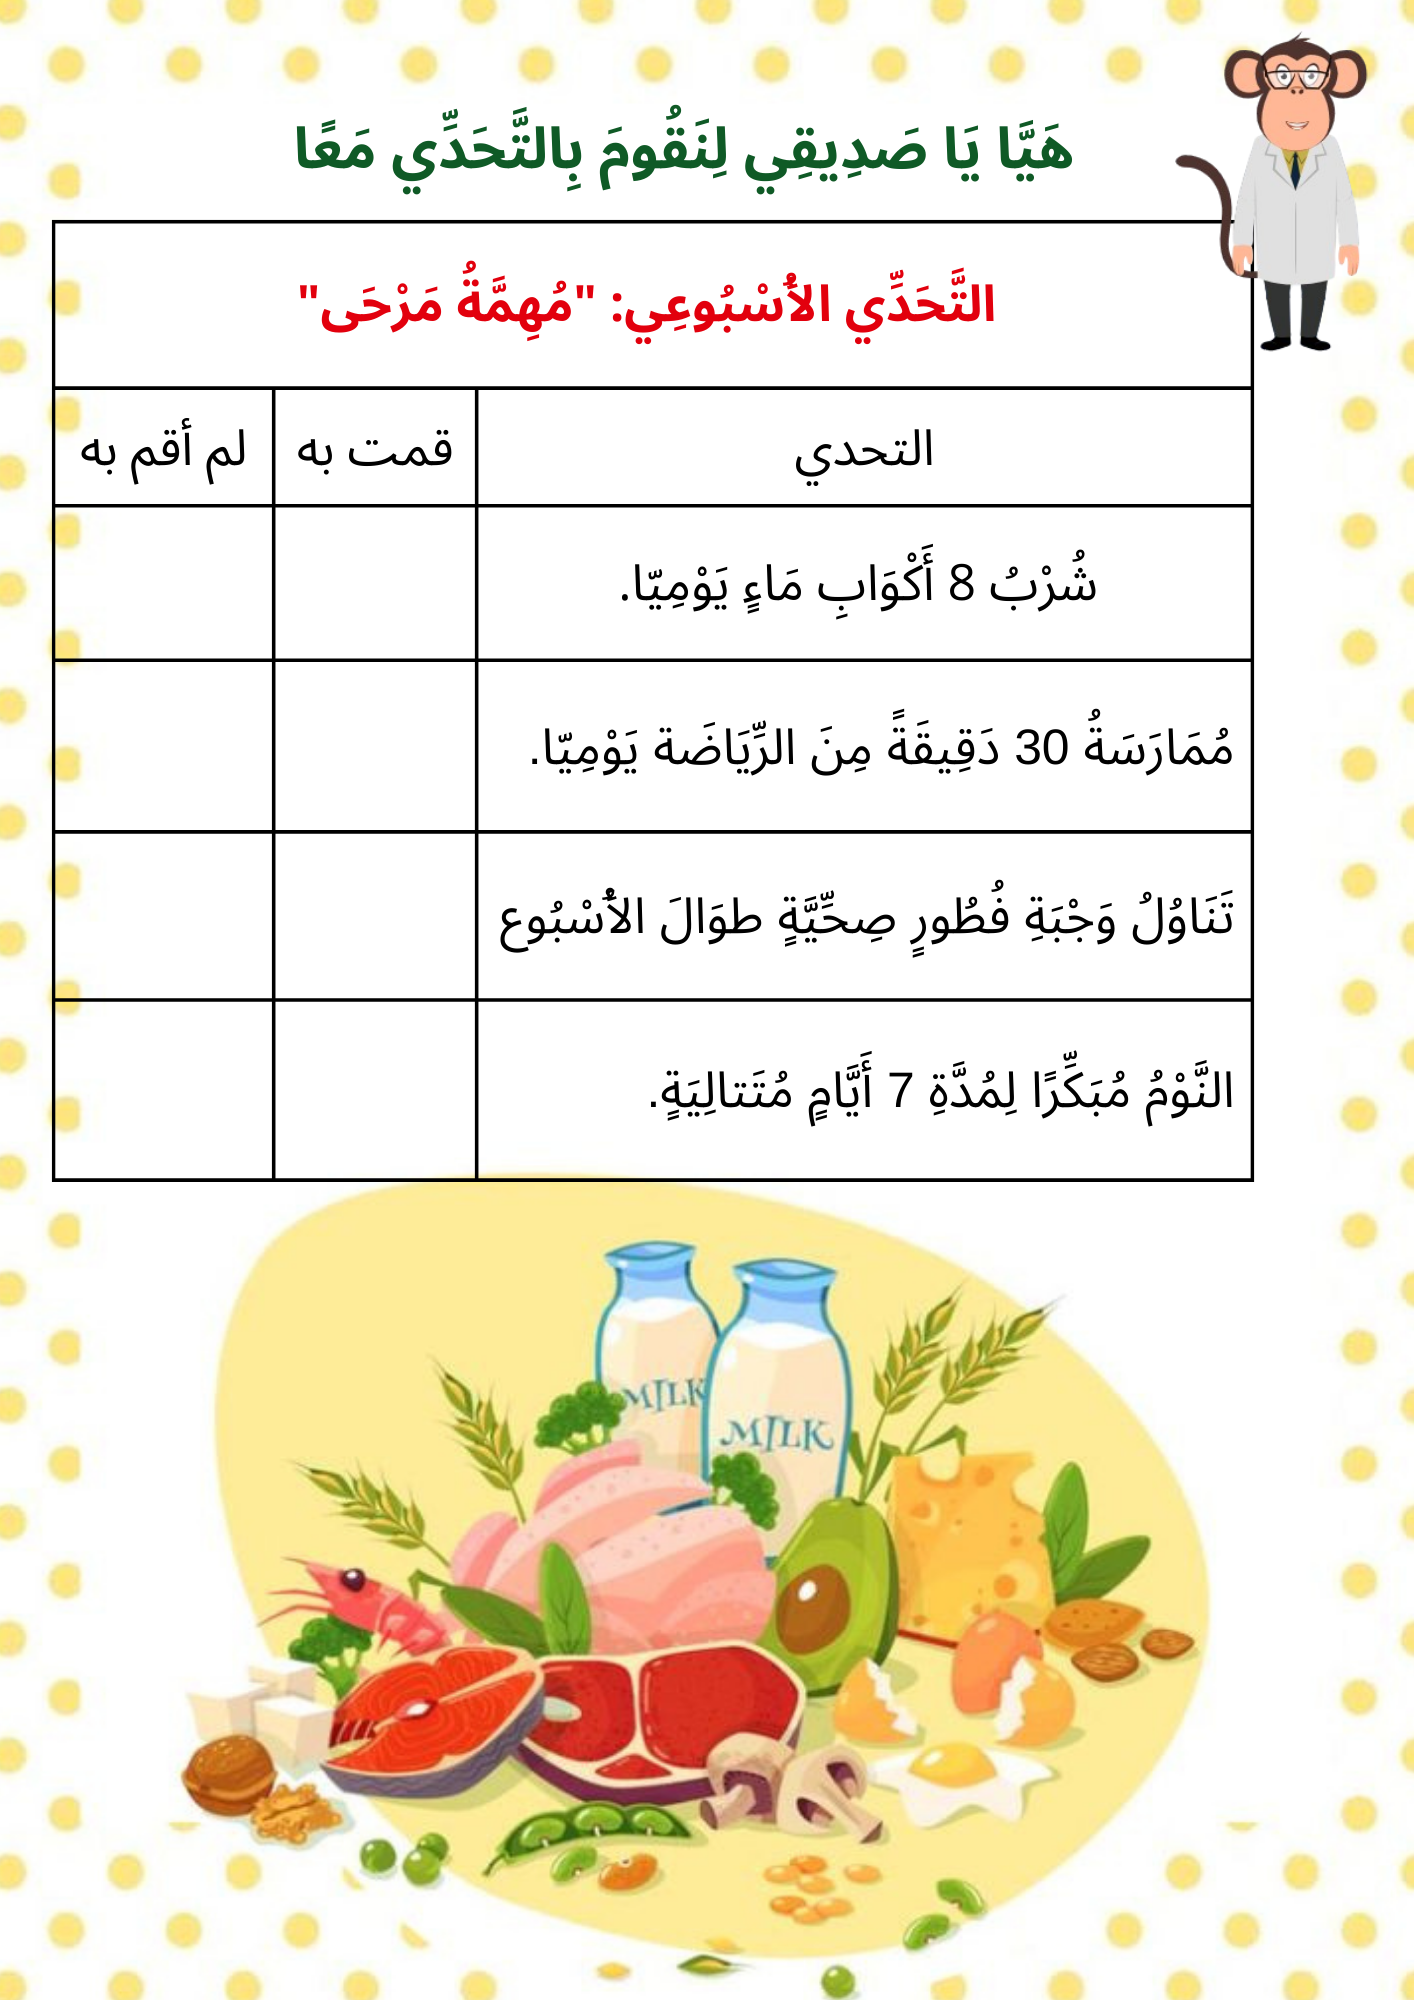 هَيَّا يَا صَدِيقِي لِنَقُومَ بِالتَّحَدِّي مَعًا
التَّحَدِّي الأُسْبُوعِي: "مُهِمَّةُ مَرْحَى"
التحدي
قمت به
لم أقم به
شُرْبُ 8 أَكْوَابِ مَاءٍ يَوْمِيّا.
مُمَارَسَةُ 30 دَقِيقَةً مِنَ الرِّيَاضَة يَوْمِيّا.
تَنَاوُلُ وَجْبَةِ فُطُورٍ صِحِّيَّةٍ طوَالَ الأُسْبُوع
النَّوْمُ مُبَكِّرًا لِمُدَّةِ 7 أَيَّامٍ مُتَتالِيَةٍ.
MILK
MILK